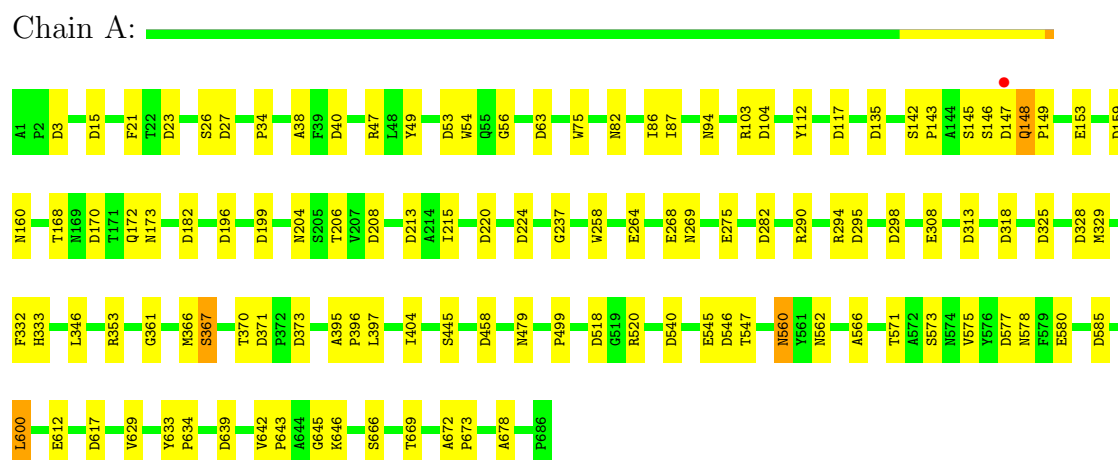 Chain A:
A1 P2 D3 D15 F21 T22 D23 S26 D27 P34 A38 F39 D40 R47 L48 Y49 D53 W54 Q55 G56 D63 W75 N82 I86 I87 N94 R103 D104 Y112 D117 D135 S142 P143 A144 S145 S146 D147 Q148 P149 E153 D159
N160 T168 N169 D170 T171 Q172 N173 D182 D196 D199 N204 S205 T206 V207 D208 D213 A214 I215 D220 D224 G237 W258 E264 E268 N269 E275 D282 R290 R294 D295 D298 E308 D313 D318 D325 D328 M329
F332 H333 L346 R353 G361 M366 S367 T370 D371 P372 D373 A395 P396 L397 I404 S445 D458 N479 P499 D518 G519 R520 D540 E545 D546 T547 N560 Y561 N562 A566 T571 A572 S573 N574 V575 Y576 D577 N578 F579 E580 D585
L600 E612 D617 V629 Y633 P634 D639 V642 P643 A644 G645 K646 S666 T669 A672 P673 A678 P686